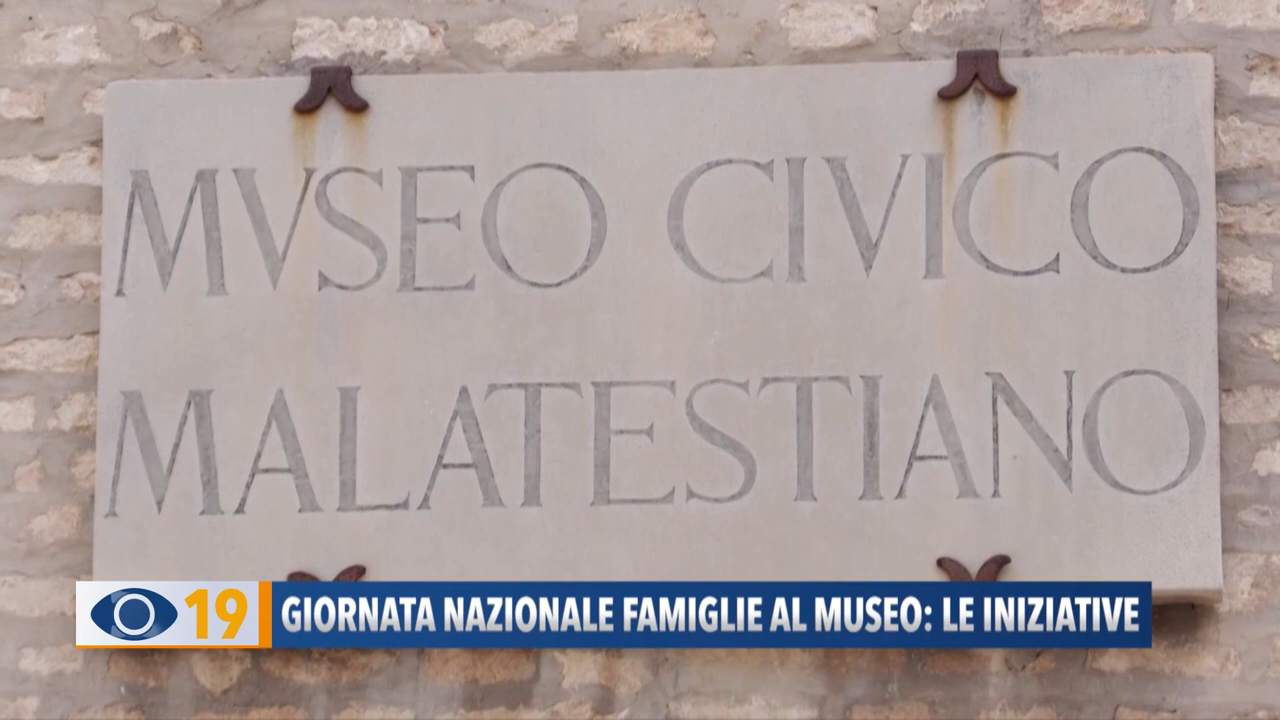 MVSEO CIVICO
MALATESTIANO
19 GIORNATA NAZIONALE FAMIGLIE AL MUSEO: LE INIZIATIVE